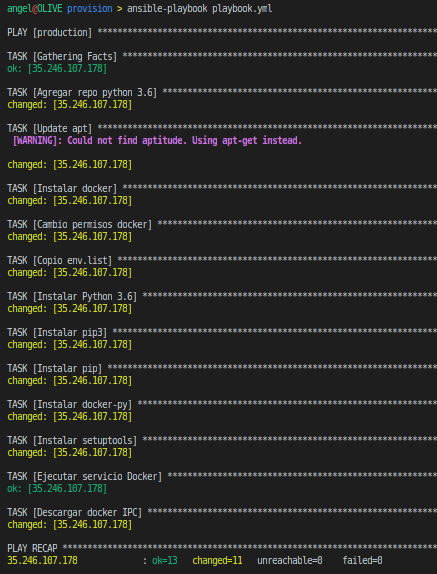 angel@OLIVE provision > ansible-playbook playbook.yml
PLAY [production] ********************************************************************
TASK [Gathering Facts] ***************************************************************
ok: [35.246.107.178]
TASK [Agregar repo python 3.6] *******************************************************
changed: [35.246.107.178]
TASK [Update apt] ********************************************************************
[WARNING]: Could not find aptitude. Using apt-get instead.
changed: [35.246.107.178]
TASK [Instalar docker] ***************************************************************
changed: [35.246.107.178]
TASK [Cambio permisos docker] ********************************************************
changed: [35.246.107.178]
TASK [Copio env.list] ****************************************************************
changed: [35.246.107.178]
TASK [Instalar Python 3.6] ***********************************************************
changed: [35.246.107.178]
TASK [Instalar pip3] *****************************************************************
changed: [35.246.107.178]
TASK [Instalar pip] ******************************************************************
changed: [35.246.107.178]
TASK [Instalar docker-py] ************************************************************
changed: [35.246.107.178]
TASK [Instalar setuptools] ***********************************************************
changed: [35.246.107.178]
TASK [Ejecutar servicio Docker] ******************************************************
ok: [35.246.107.178]
TASK [Descargar docker IPC] **********************************************************
changed: [35.246.107.178]
PLAY RECAP ***************************************************************************
35.246.107.178 : ok=13 changed=11 unreachable=0 failed=0